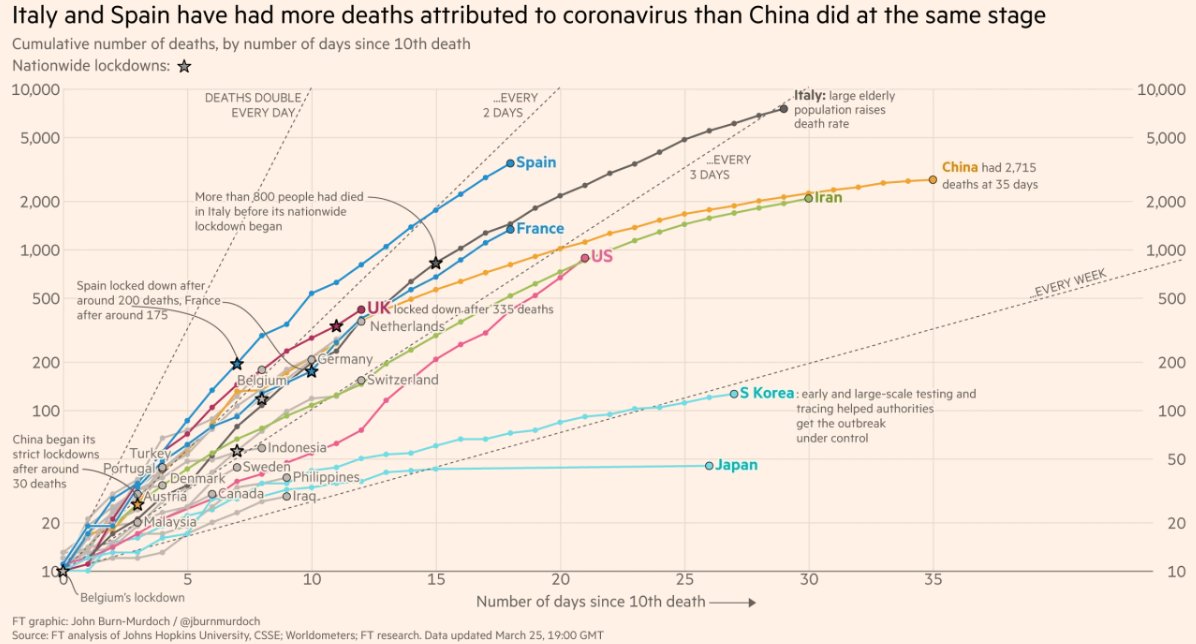 Italy and Spain have had more deaths attributed to coronavirus than China did at the same stage
Cumulative number of deaths, by number of days since 10th death
Nationwide lockdowns:
10,000
5,000
2,000
1,000
500
200
100
50
20
10
DEATHS DOUBLE
EVERY DAY
...EVERY
2 DAYS
...EVERY
3 DAYS
...EVERY WEEK
Italy: large elderly
population raises
death rate
10,000
5,000
2,000
1,000
500
200
100
50
20
10
Spain
China had 2,715
deaths at 35 days
More than 800 people had died
in Italy before its nationwide
lockdown began
Iran
France
US
Spain locked down after
around 200 deaths, France
after around 175
UK locked down after 335 deaths
Netherlands
Germany
Belgium
Switzerland
S Korea: early and large-scale testing and
tracing helped authorities
get the outbreak
under control
China began its
strict lockdowns
after around
30 deaths
Turkey
Portugal
Indonesia
Sweden
Japan
Denmark
Philippines
Austria
Canada
Iraq
Malaysia
0
5
10
15
20
25
30
35
Belgium's lockdown
Number of days since 10th death
FT graphic: John Burn-Murdoch / @jburnmurdoch
Source: FT analysis of Johns Hopkins University, CSSE; Worldometers; FT research. Data updated March 25, 19:00 GMT